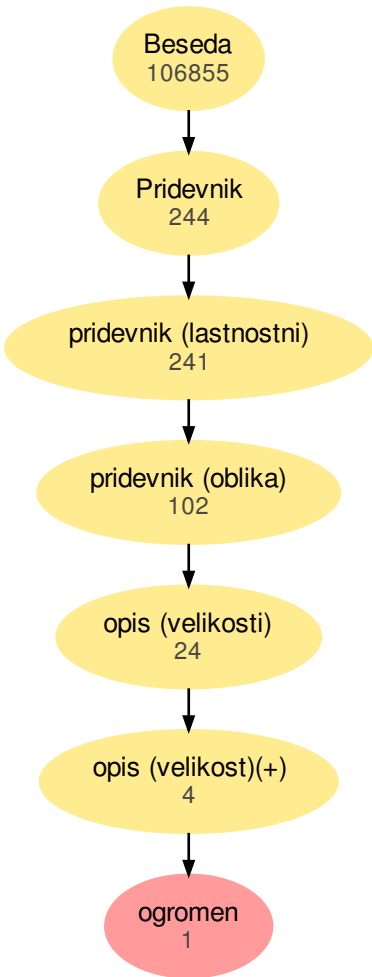 Beseda
106855
Pridevnik
244
pridevnik (lastnostni)
241
pridevnik (oblika)
102
opis (velikosti)
24
opis (velikost)(+)
4
ogromen
1